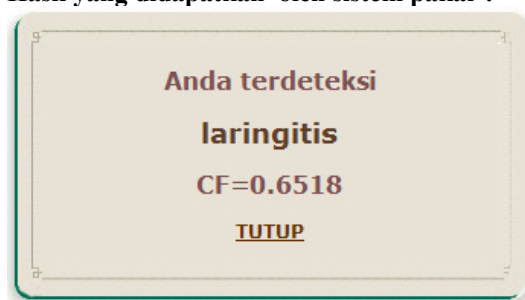 Hasil yang didapatkan oleh sistem pakar :
Anda terdeteksi
laringitis
CF=0.6518
TUTUP